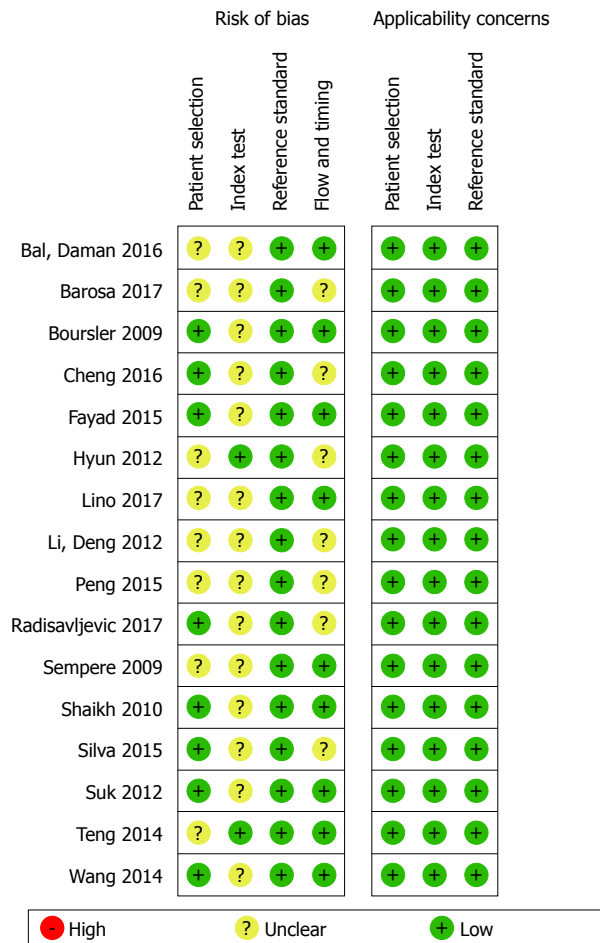 Risk of bias Applicability concerns
Patient selection Index test Reference standard Flow and timing Patient selection Index test Reference standard
Bal, Daman 2016 ? ? + + + + +
Barosa 2017 ? ? + ? + + +
Boursler 2009 + ? + + + + +
Cheng 2016 + ? + ? + + +
Fayad 2015 + ? + + + + +
Hyun 2012 ? + + ? + + +
Lino 2017 ? ? + + + + +
Li, Deng 2012 ? ? + ? + + +
Peng 2015 ? ? + ? + + +
Radisavljevic 2017 + ? + ? + + +
Sempere 2009 ? ? + + + + +
Shaikh 2010 + ? + + + + +
Silva 2015 + ? + ? + + +
Suk 2012 + ? + + + + +
Teng 2014 ? + + + + + +
Wang 2014 + ? + + + + +
- High ? Unclear + Low